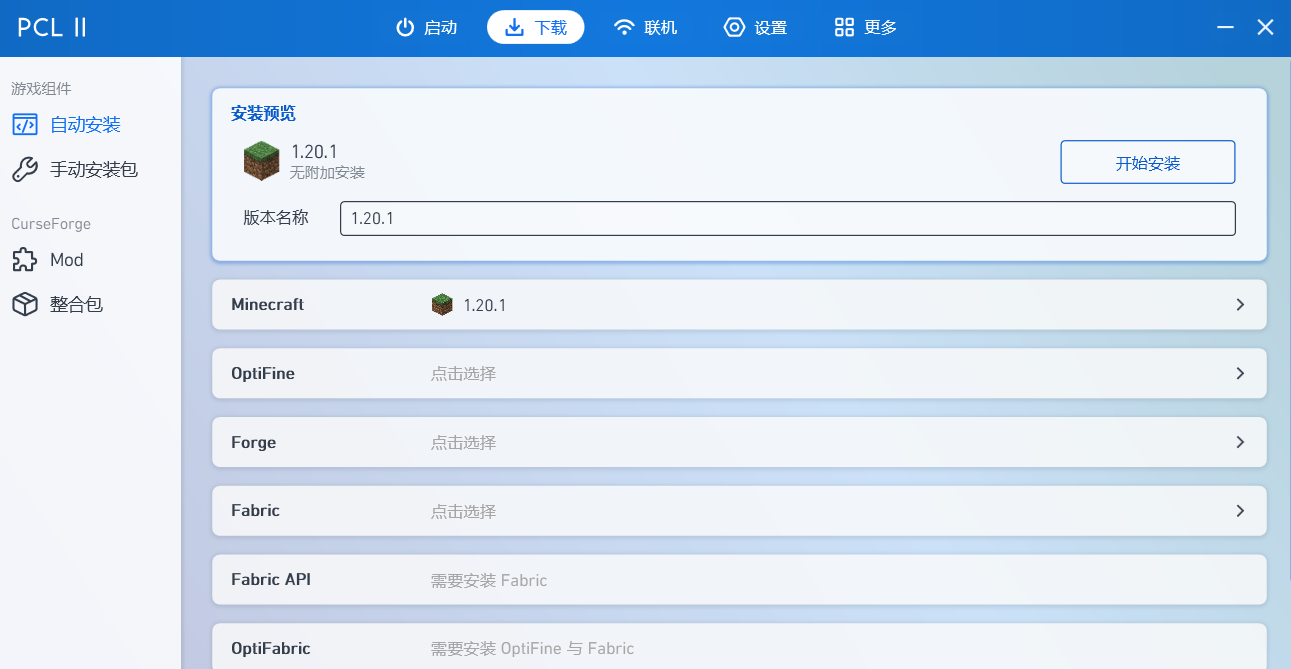 PCL II
启动
下载
联机
设置
更多
游戏组件
自动安装
手动安装包
CurseForge
Mod
整合包
安装预览
1.20.1
无附加安装
开始安装
版本名称
1.20.1
Minecraft
1.20.1
OptiFine
点击选择
Forge
点击选择
Fabric
点击选择
Fabric API
需要安装 Fabric
OptiFabric
需要安装 OptiFine 与 Fabric